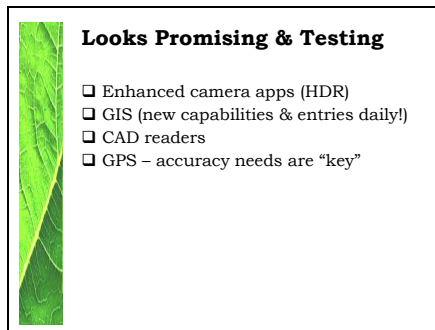 Looks Promising & Testing
❑ Enhanced camera apps (HDR)
❑ GIS (new capabilities & entries daily!)
❑ CAD readers
❑ GPS – accuracy needs are “key”